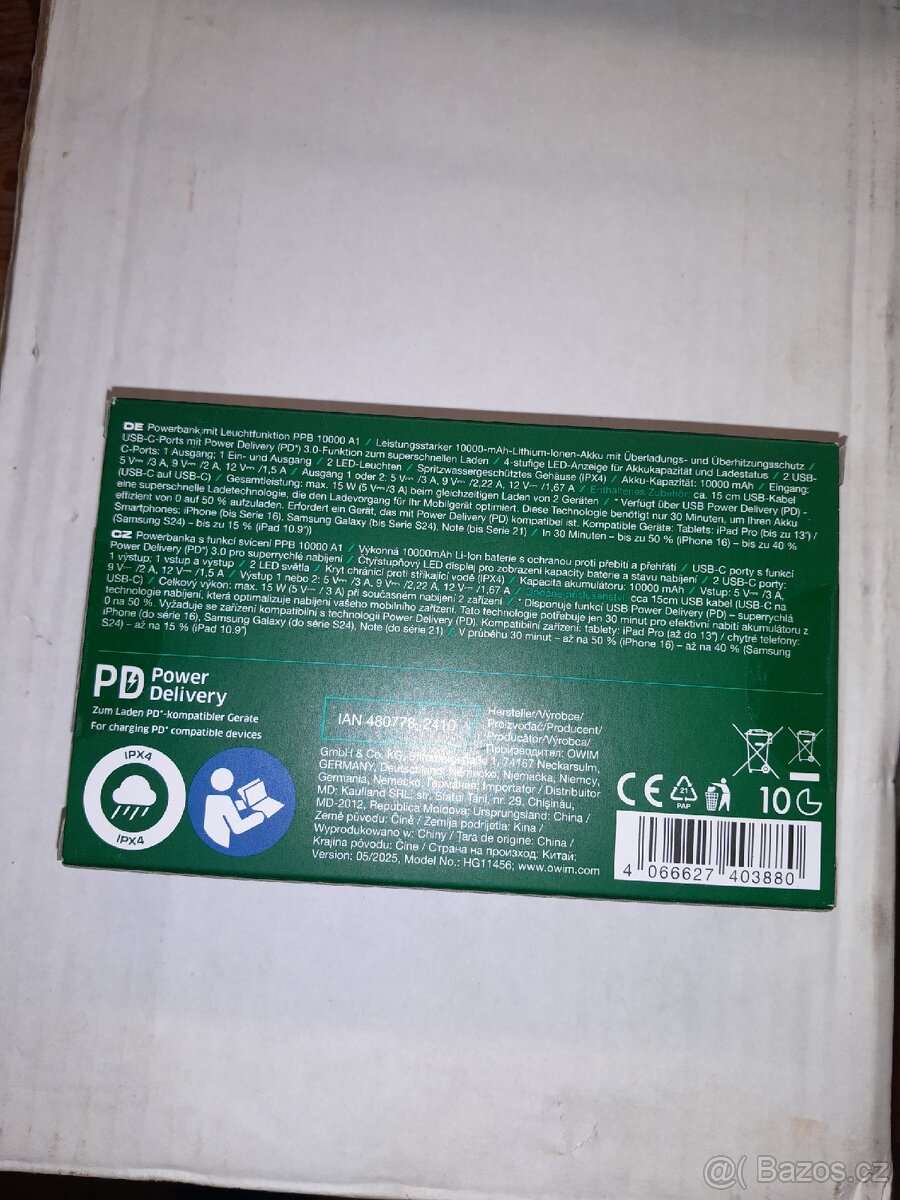 DE Powerbank mit Leuchtfunktion PPB 10000 A1 / Leistungsstarker 10000-mAh-Lithium-Ionen-Akku mit Überladungs- und Überhitzungsschutz /
USB-C-Ports mit Power Delivery (PD*) 3.0-Funktion zum superschnellen Laden / 4-stufige LED-Anzeige für Akkukapazität und Ladestatus / 2 USB-
C-Ports: 1 Ausgang; 1 Ein- und Ausgang / 2 LED-Leuchten / Spritzwassergeschütztes Gehäuse (IPX4) / Akku-Kapazität: 10000 mAh / Eingang:
5 V⎓/3 A, 9 V⎓/2 A, 12 V⎓/1,5 A / Ausgang 1 oder 2: 5 V⎓/3 A, 9 V⎓/2,22 A, 12 V⎓/1,67 A / Enthaltenes Zubehör: ca. 15 cm USB-Kabel
(USB-C auf USB-C) / Gesamtleistung: max. 15 W (5 V⎓/3 A) beim gleichzeitigen Laden von 2 Geräten / * Verfügt über USB Power Delivery (PD) -
eine superschnelle Ladetechnologie, die den Ladevorgang für Ihr Mobilgerät optimiert. Diese Technologie benötigt nur 30 Minuten, um Ihren Akku
effizient von 0 auf 50 % aufzuladen. Erfordert ein Gerät, das mit Power Delivery (PD) kompatibel ist. Kompatible Geräte: Tablets: iPad Pro (bis zu 13") /
Smartphones: iPhone (bis Serie 16), Samsung Galaxy (bis Serie S24), Note (bis Serie 21) / In 30 Minuten – bis zu 50 % (iPhone 16) – bis zu 40 %
(Samsung S24) – bis zu 15 % (iPad 10.9")
CZ Powerbanka s funkcí svícení PPB 10000 A1 / Výkonná 10000mAh Li-Ion baterie s ochranou proti přebití a přehřátí / USB-C porty s funkcí
Power Delivery (PD*) 3.0 pro superrychlé nabíjení / Čtyřstupňový LED displej pro zobrazení kapacity baterie a stavu nabíjení / 2 USB-C porty:
1 výstup; 1 vstup a výstup / 2 LED světla / Kryt chránící proti stříkající vodě (IPX4) / Kapacita akumulátoru: 10000 mAh / Vstup: 5 V⎓/3 A,
9 V⎓/2 A, 12 V⎓/1,5 A / Výstup 1 nebo 2: 5 V⎓/3 A, 9 V⎓/2,22 A, 12 V⎓/1,67 A / Dodané příslušenství: cca 15cm USB kabel (USB-C na
USB-C) / Celkový výkon: max. 15 W (5 V⎓/3 A) při současném nabíjení 2 zařízení / * Disponuje funkcí USB Power Delivery (PD) – superrychlá
technologie nabíjení, která optimalizuje nabíjení vašeho mobilního zařízení. Tato technologie potřebuje jen 30 minut pro efektivní nabití akumulátoru z
0 na 50 %. Vyžaduje se zařízení kompatibilní s technologií Power Delivery (PD). Kompatibilní zařízení: tablety: iPad Pro (až do 13") / chytré telefony:
iPhone (do série 16), Samsung Galaxy (do série S24), Note (do série 21) / V průběhu 30 minut – až na 50 % (iPhone 16) – až na 40 % (Samsung
S24) – až na 15 % (iPad 10.9")
PD Power
Delivery
Zum Laden PD*-kompatibler Geräte
For charging PD* compatible devices
IPX4
IPX4
IAN 480778-2410
Hersteller/Výrobce/
Proizvođač/Producent/
Producător/Výrobca/
Производител: OWIM
GmbH & Co. KG, 1, 74167 Neckarsulm,
GERMANY, Deutschland, Německo, Njemačka, Niemcy,
Germania, Nemecko, Германия; Importator / Distribuitor
MD: Kaufland SRL, str. Sfatul Țării, nr. 29, Chișinău,
MD-2012, Republica Moldova; Ursprungsland: China /
Země původu: Čína / Zemlja podrijetla: Kina /
Wyprodukowano w: Chiny / Țara de origine: China /
Krajina pôvodu: Čína / Страна на произход: Китай;
Version: 05/2025, Model No.: HG11456; www.owim.com
CE
21
PAP
10
4 066627 403880
@( Bazos.cz